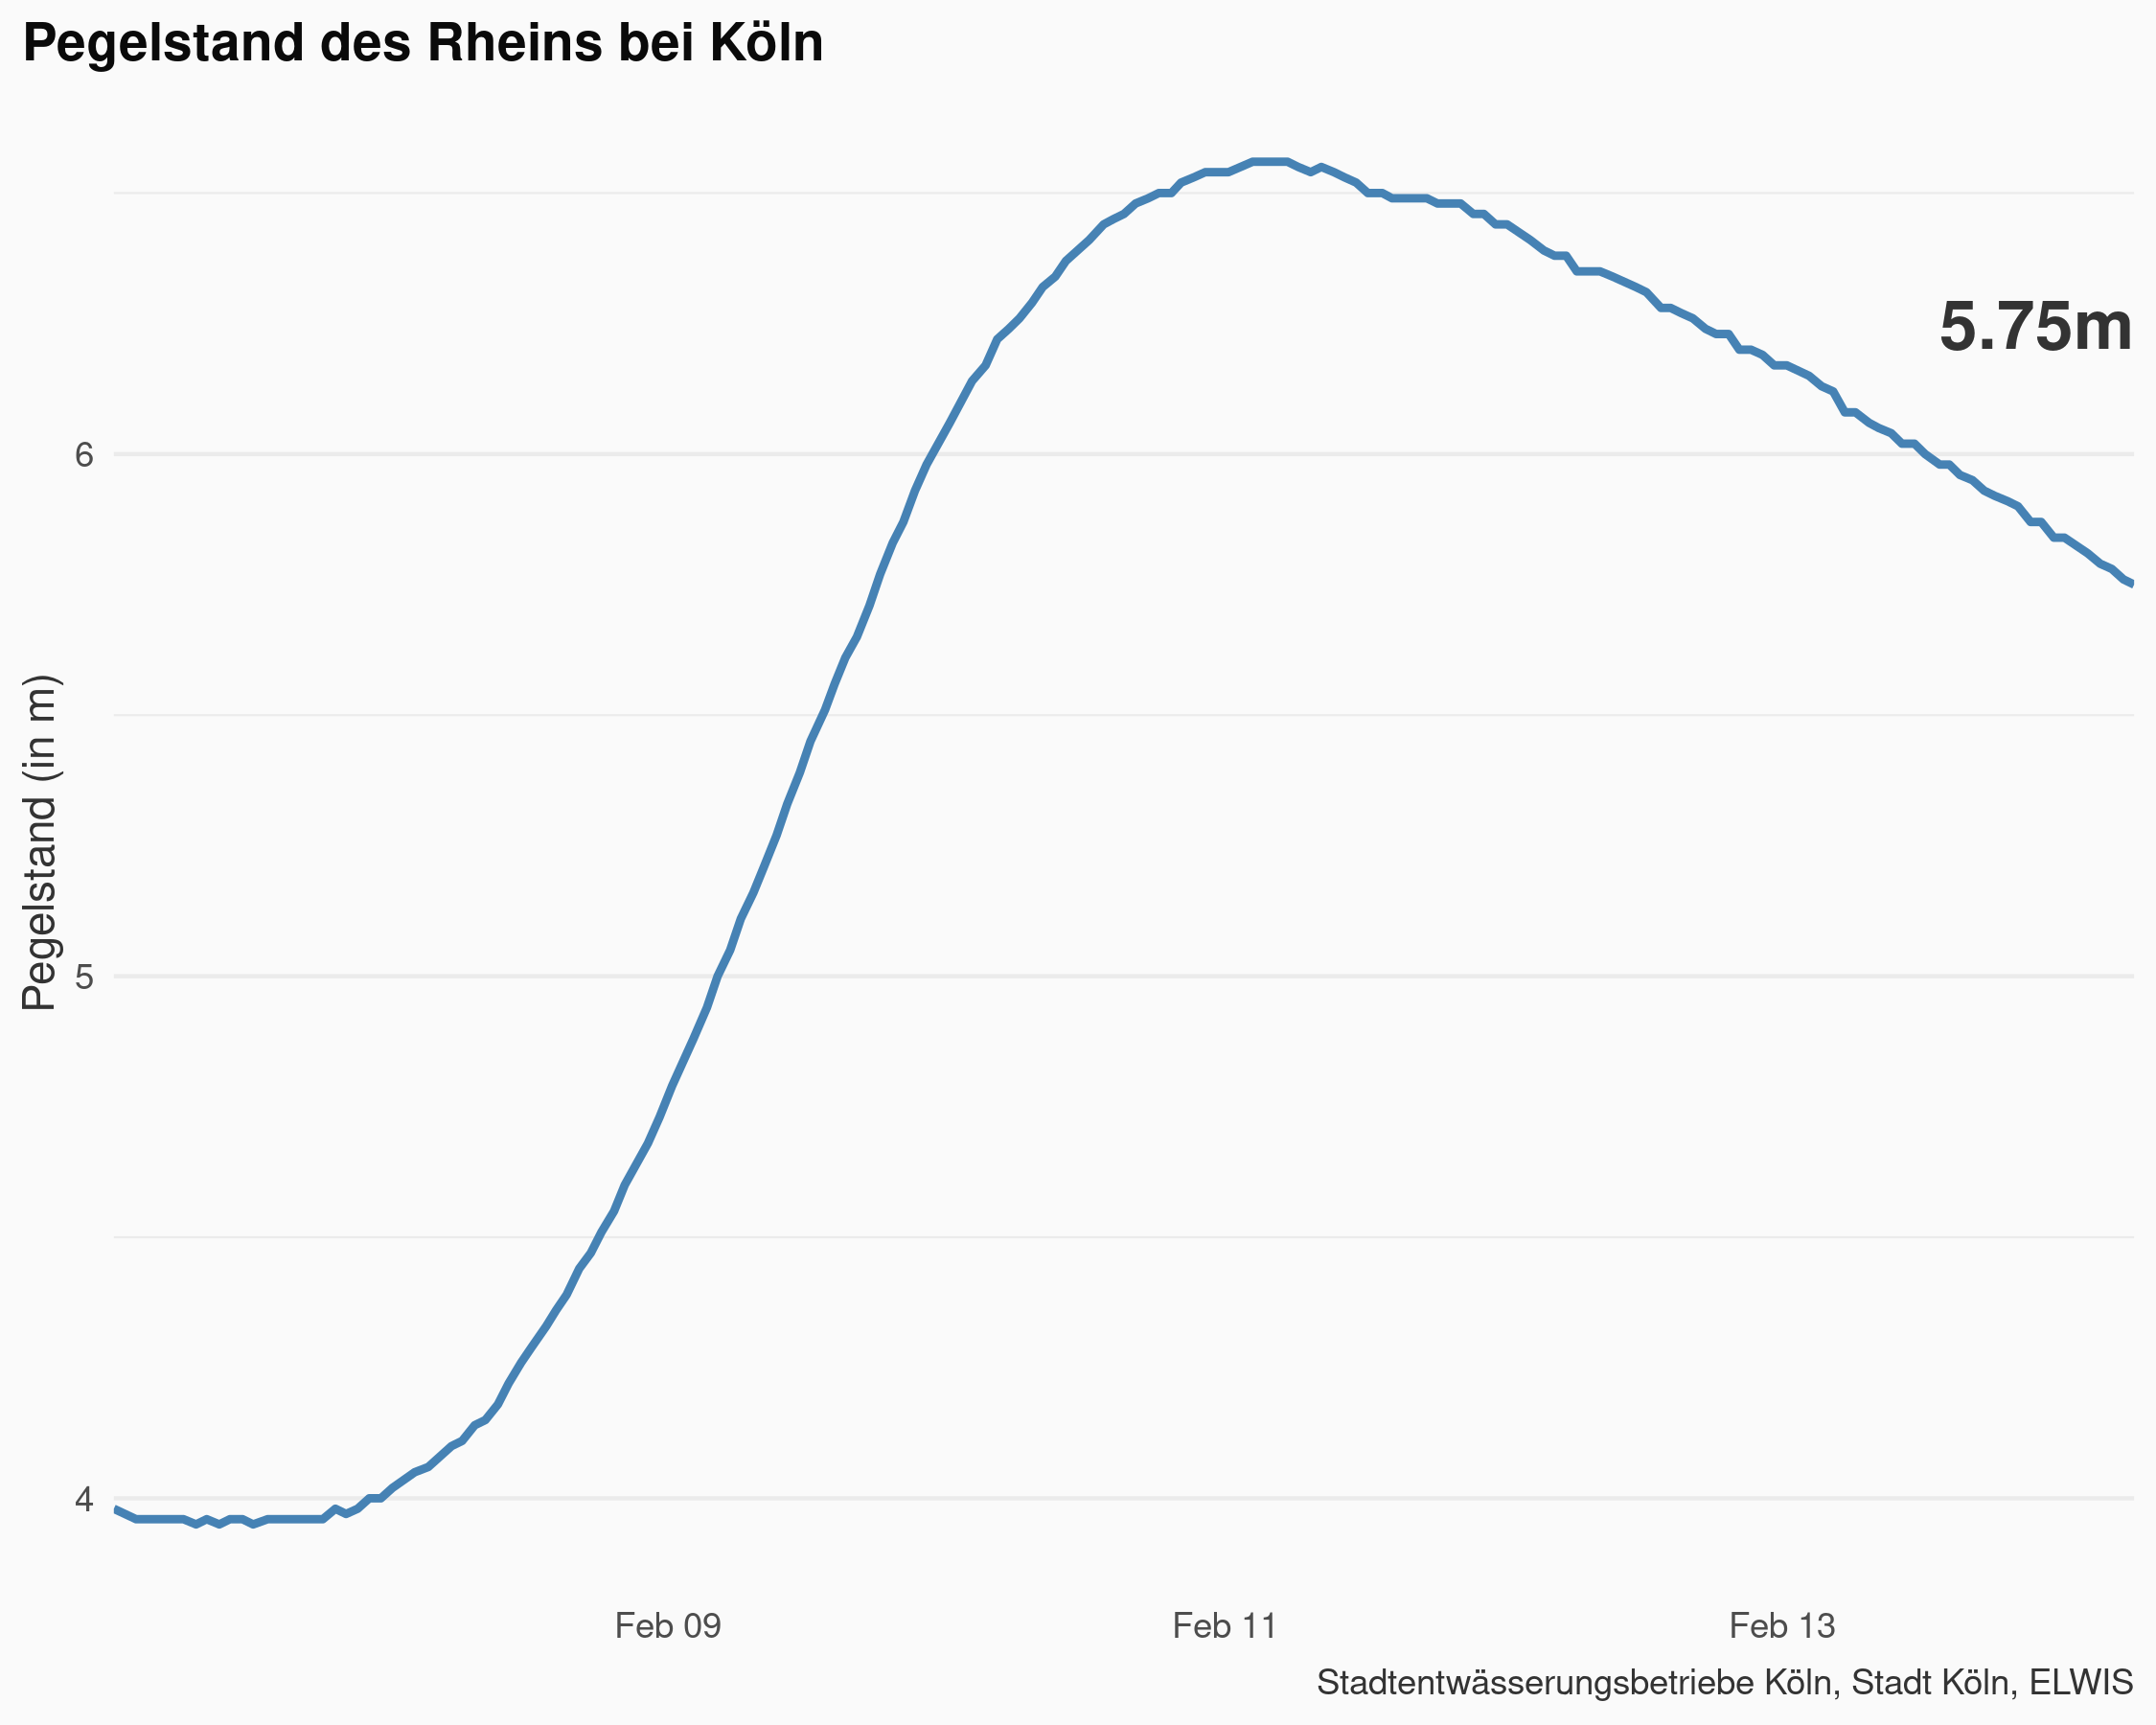 Pegelstand des Rheins bei Köln
5.75m
Pegelstand (in m)
6
5
4
Feb 09
Feb 11
Feb 13
Stadtentwässerungsbetriebe Köln, Stadt Köln, ELWIS